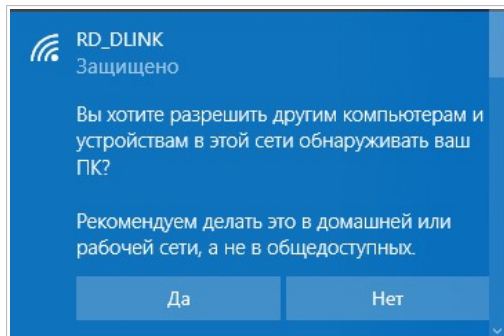 RD_DLINK
Защищено
Вы хотите разрешить другим компьютерам и
устройствам в этой сети обнаруживать ваш
ПК?
Рекомендуем делать это в домашней или
рабочей сети, а не в общедоступных.
Да
Нет